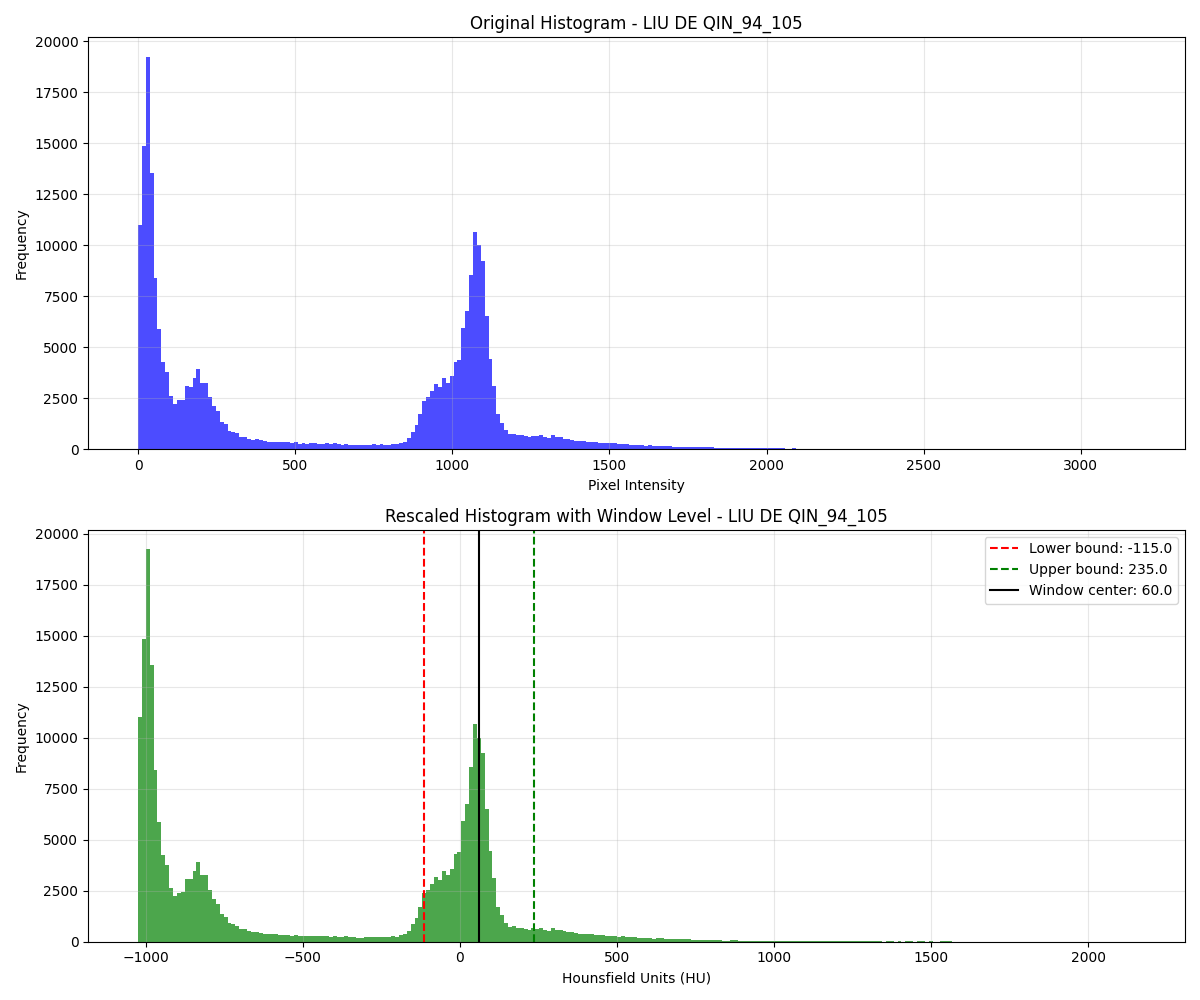 Original Histogram - LIU DE QIN_94_105
20000
17500
15000
12500
10000
7500
5000
2500
0
Frequency
0 500 1000 1500 2000 2500 3000
Pixel Intensity
Rescaled Histogram with Window Level - LIU DE QIN_94_105
20000
17500
15000
12500
10000
7500
5000
2500
0
Frequency
Lower bound: -115.0
Upper bound: 235.0
Window center: 60.0
−1000 −500 0 500 1000 1500 2000
Hounsfield Units (HU)